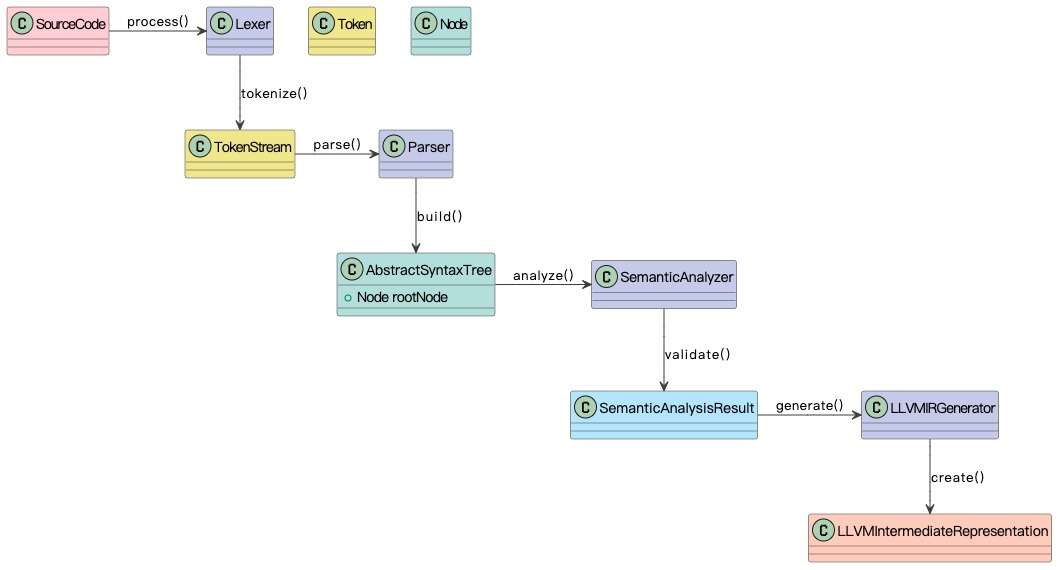 C SourceCode
process()
C Lexer
C Token
C Node
tokenize()
C TokenStream
parse()
C Parser
build()
C AbstractSyntaxTree
Node rootNode
analyze()
C SemanticAnalyzer
validate()
C SemanticAnalysisResult
generate()
C LLVMIRGenerator
create()
C LLVMIntermediateRepresentation